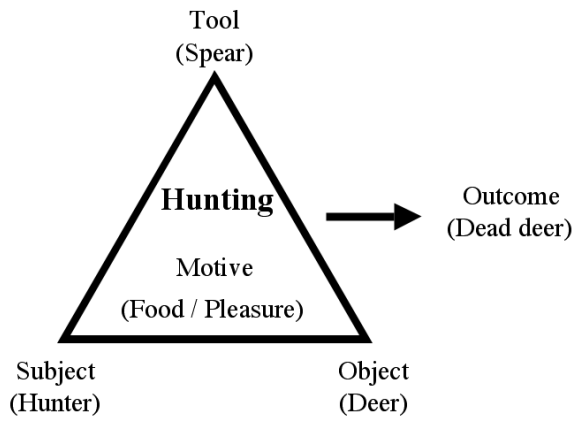 Tool
(Spear)
Hunting
Motive
(Food / Pleasure)
Outcome
(Dead deer)
Subject
(Hunter)
Object
(Deer)